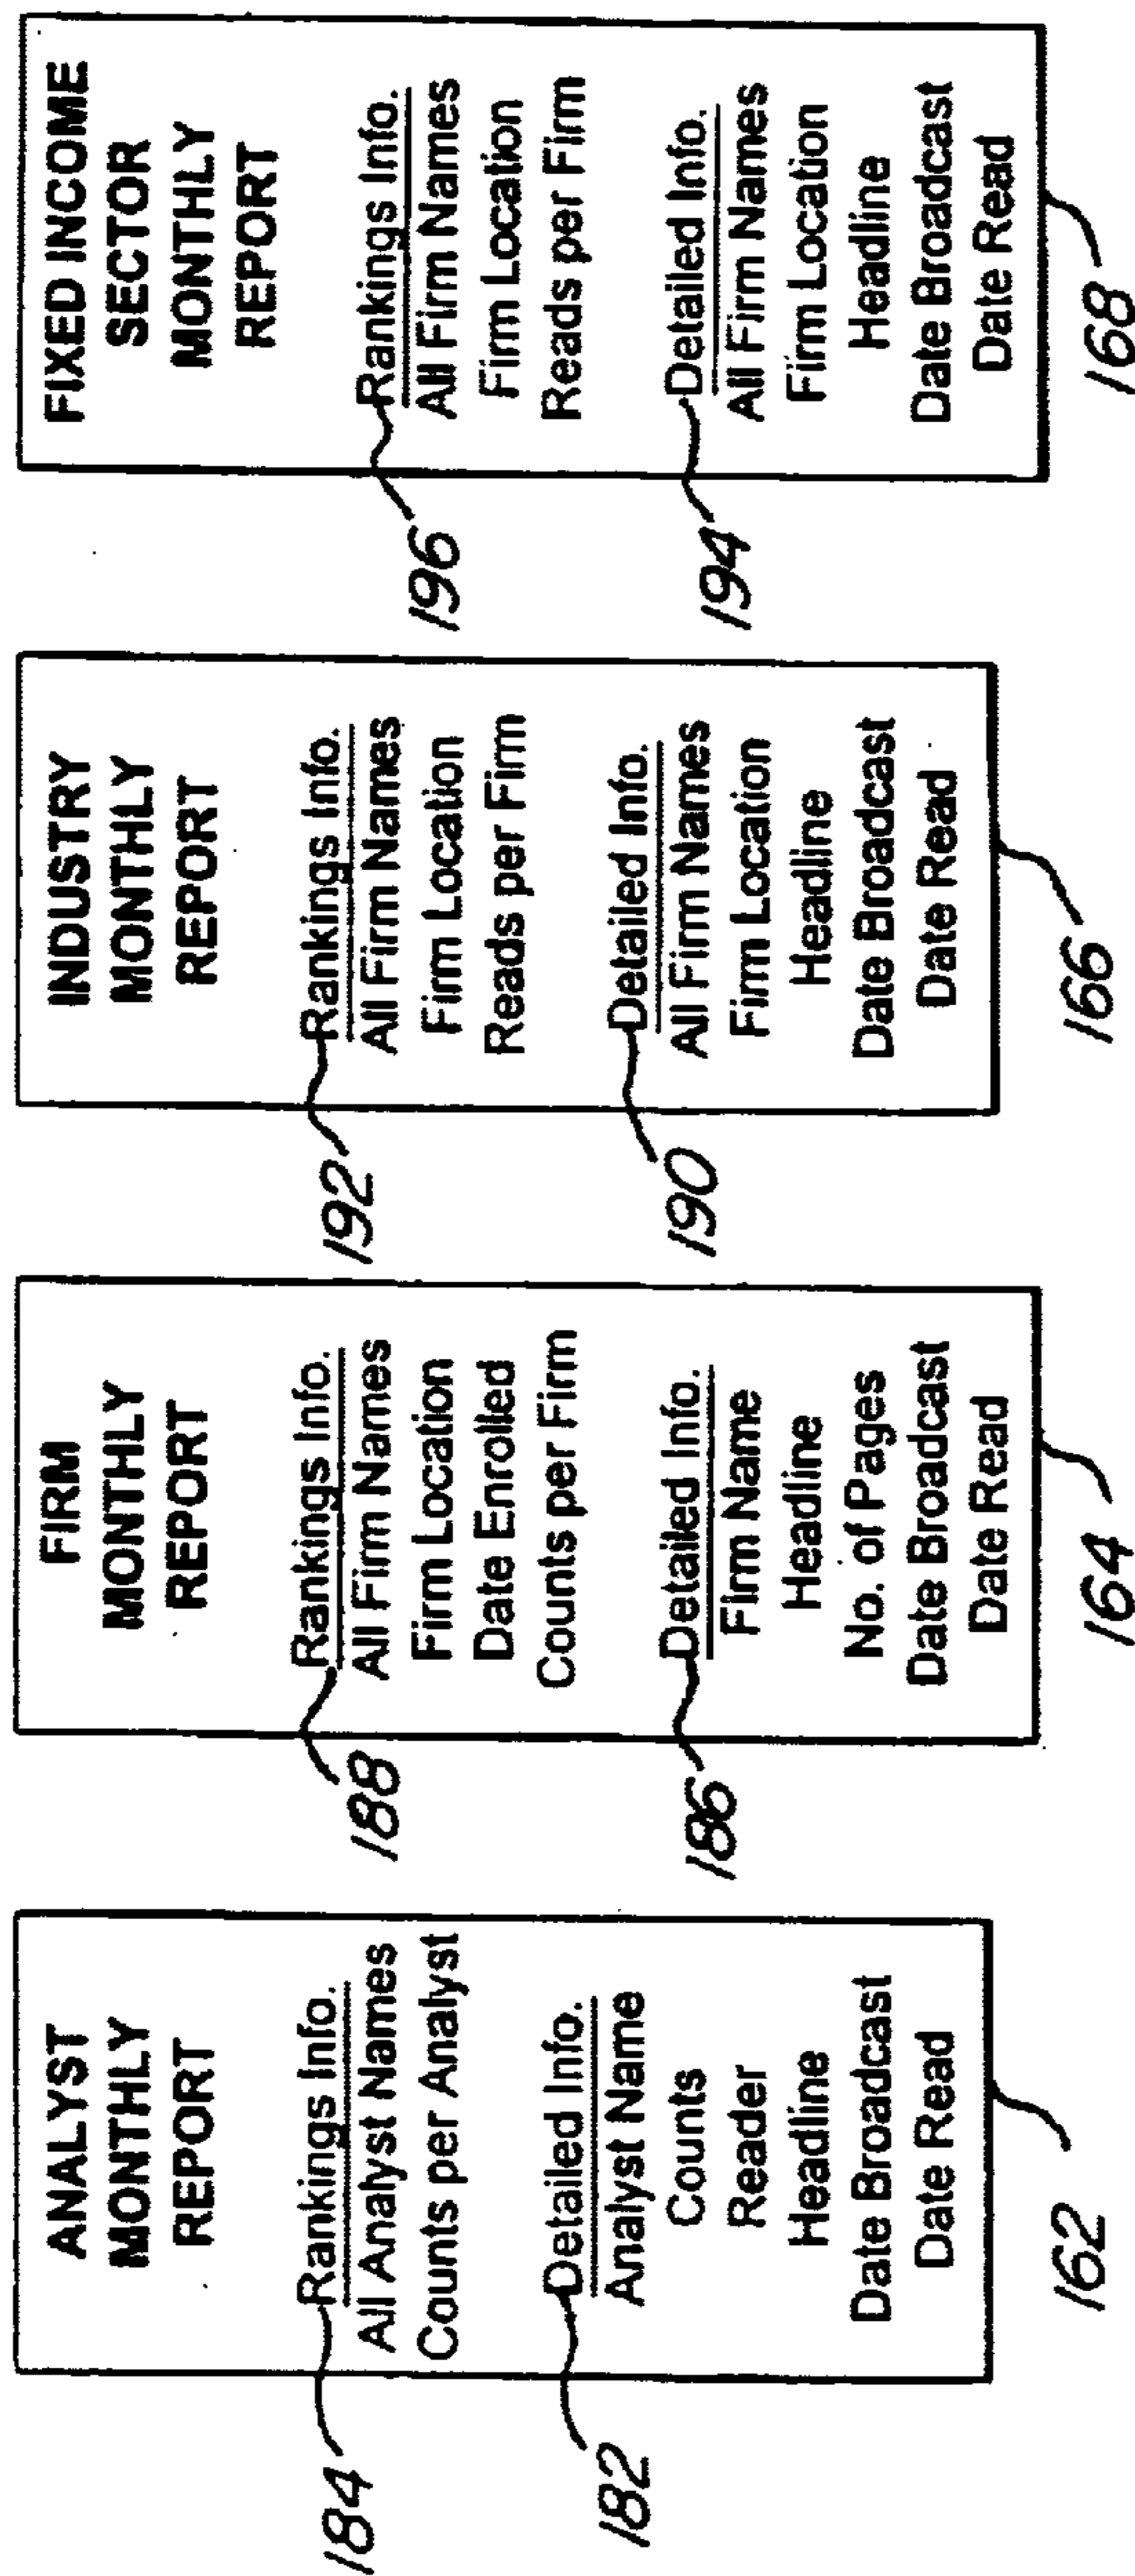 ANALYST
MONTHLY
REPORT
184
Rankings Info.
All Analyst Names
Counts per Analyst
182
Detailed Info.
Analyst Name
Counts
Reader
Headline
Date Broadcast
Date Read
162
FIRM
MONTHLY
REPORT
188
Rankings Info.
All Firm Names
Firm Location
Date Enrolled
Counts per Firm
186
Detailed Info.
Firm Name
Headline
No. of Pages
Date Broadcast
Date Read
164
INDUSTRY
MONTHLY
REPORT
192
Rankings Info.
All Firm Names
Firm Location
Reads per Firm
190
Detailed Info.
All Firm Names
Firm Location
Headline
Date Broadcast
Date Read
166
FIXED INCOME
SECTOR
MONTHLY
REPORT
196
Rankings Info.
All Firm Names
Firm Location
Reads per Firm
194
Detailed Info.
All Firm Names
Firm Location
Headline
Date Broadcast
Date Read
168